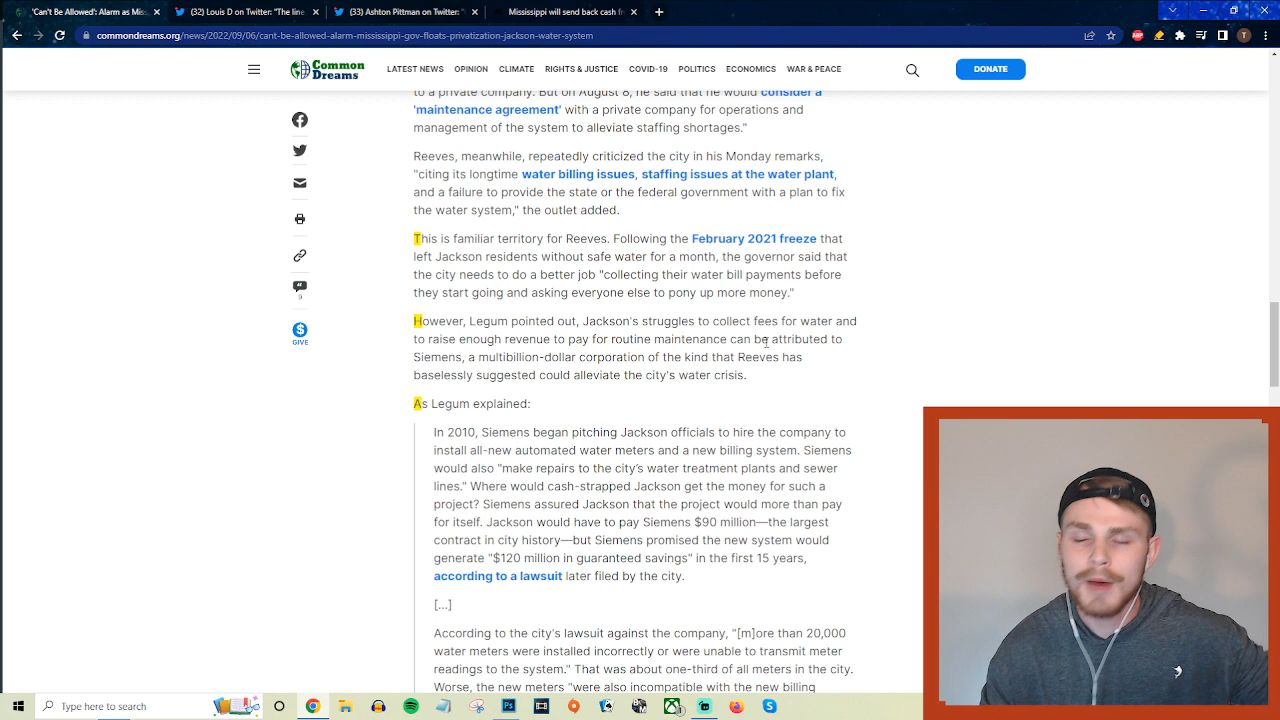 'Can't Be Allowed': Alarm as Mis
(32) Louis D on Twitter: "The line
(33) Ashton Pittman on Twitter: "
Mississippi will send back cash fr
commondreams.org/news/2022/09/06/cant-be-allowed-alarm-mississippi-gov-floats-privatization-jackson-water-system
ABP
T
Common
Dreams
LATEST NEWS OPINION CLIMATE RIGHTS & JUSTICE COVID-19 POLITICS ECONOMICS WAR & PEACE
DONATE
to a private company. But on August 8, he said that he would consider a
'maintenance agreement' with a private company for operations and
management of the system to alleviate staffing shortages."
Reeves, meanwhile, repeatedly criticized the city in his Monday remarks,
"citing its longtime water billing issues, staffing issues at the water plant,
and a failure to provide the state or the federal government with a plan to fix
the water system," the outlet added.
This is familiar territory for Reeves. Following the February 2021 freeze that
left Jackson residents without safe water for a month, the governor said that
the city needs to do a better job "collecting their water bill payments before
they start going and asking everyone else to pony up more money."
However, Legum pointed out, Jackson's struggles to collect fees for water and
to raise enough revenue to pay for routine maintenance can be attributed to
Siemens, a multibillion-dollar corporation of the kind that Reeves has
baselessly suggested could alleviate the city's water crisis.
As Legum explained:
In 2010, Siemens began pitching Jackson officials to hire the company to
install all-new automated water meters and a new billing system. Siemens
would also "make repairs to the city's water treatment plants and sewer
lines." Where would cash-strapped Jackson get the money for such a
project? Siemens assured Jackson that the project would more than pay
for itself. Jackson would have to pay Siemens $90 million—the largest
contract in city history—but Siemens promised the new system would
generate "$120 million in guaranteed savings" in the first 15 years,
according to a lawsuit later filed by the city.
[...]
According to the city's lawsuit against the company, "[m]ore than 20,000
water meters were installed incorrectly or were unable to transmit meter
readings to the system." That was about one-third of all meters in the city.
Worse, the new meters "were also incompatible with the new billing
9
GIVE
Type here to search